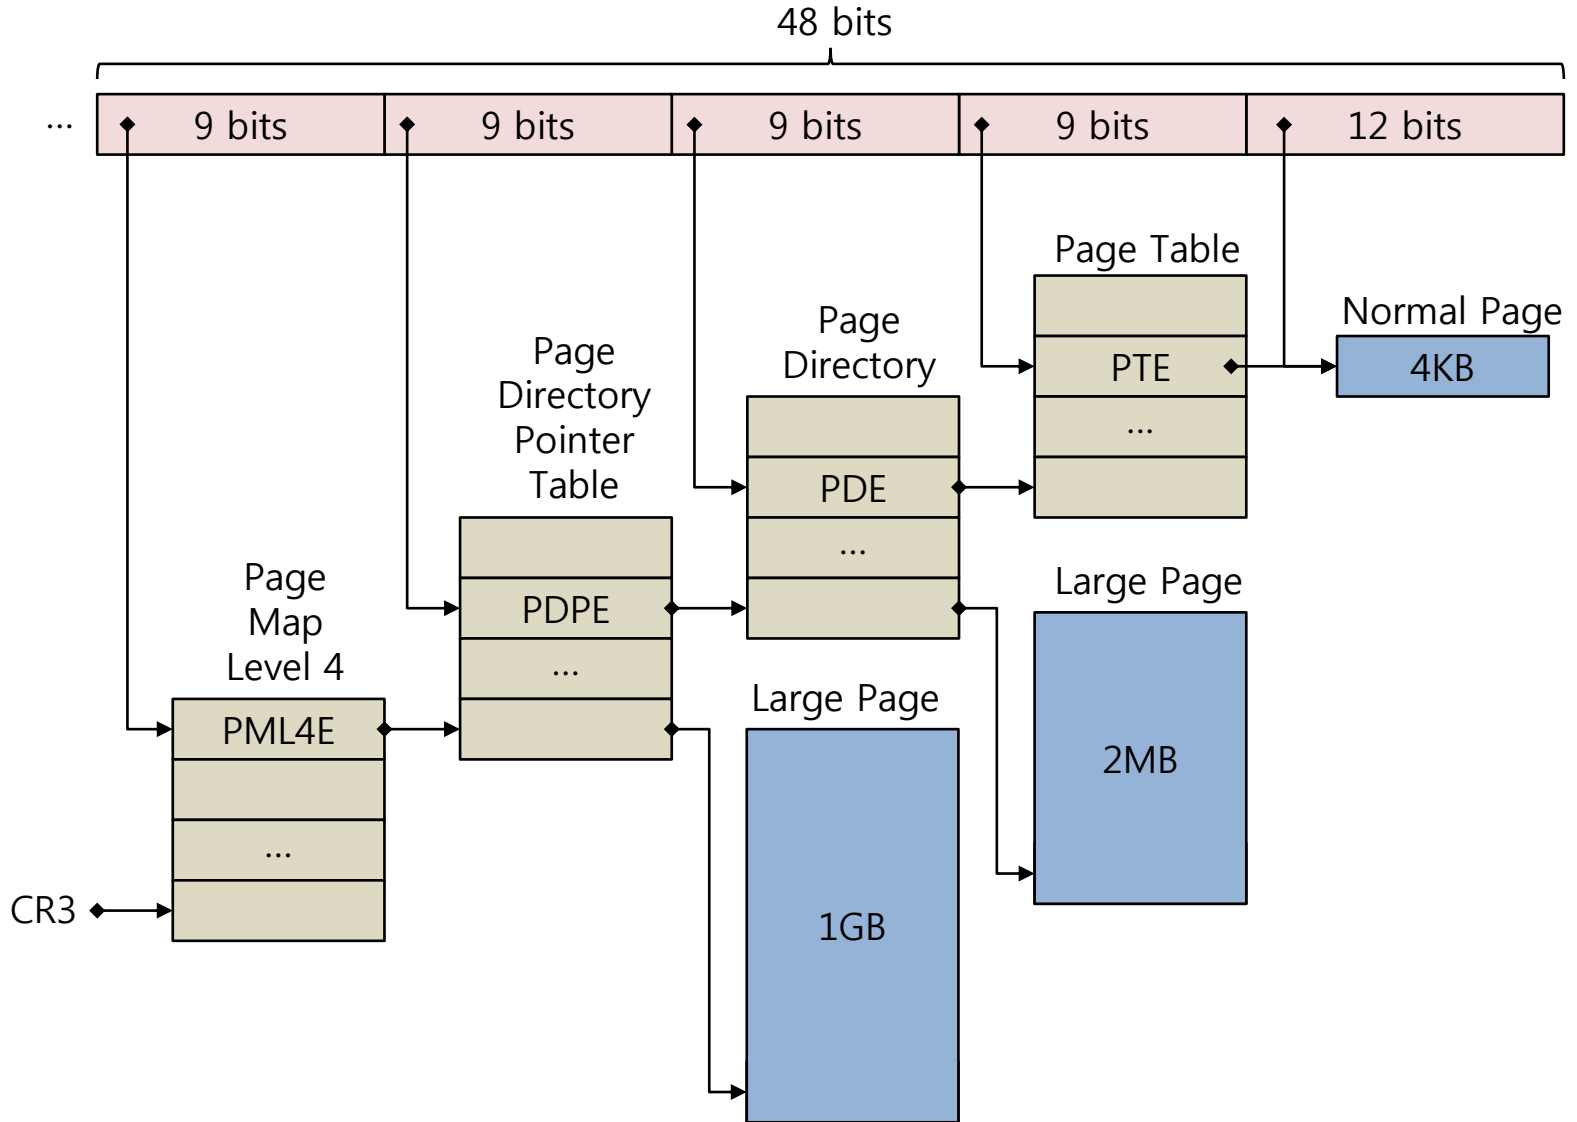 48 bits
...
9 bits
9 bits
9 bits
9 bits
12 bits
Page Table
Normal Page
PTE
4KB
...
Page
Directory
PDE
...
Page
Directory
Pointer
Table
PDPE
...
Page
Map
Level 4
PML4E
...
CR3
Large Page
2MB
Large Page
1GB